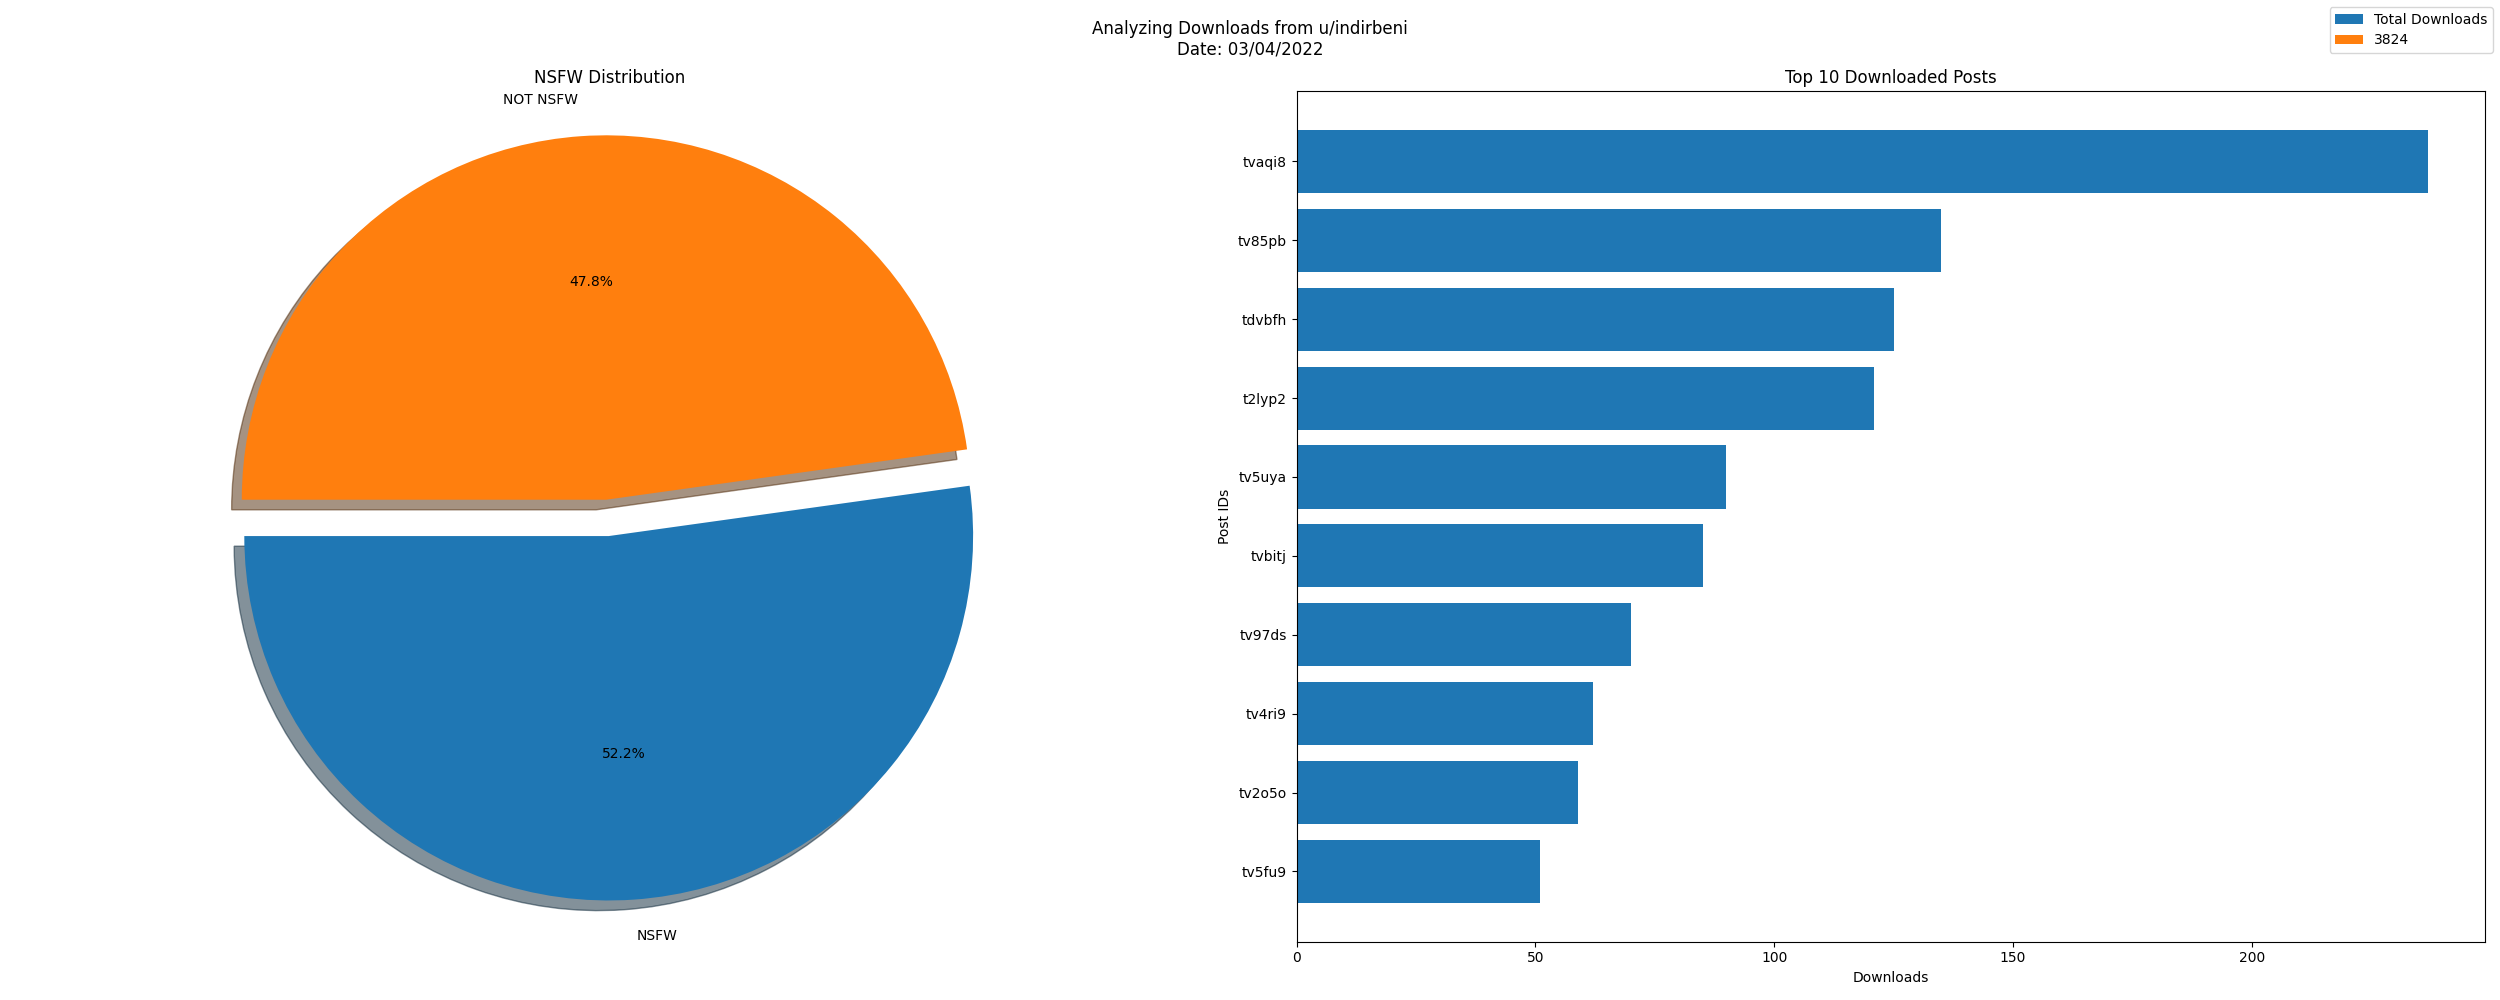 Analyzing Downloads from u/indirbeni
Date: 03/04/2022
Total Downloads
3824
NSFW Distribution
NOT NSFW
47.8%
52.2%
NSFW
Top 10 Downloaded Posts
Post IDs
tvaqi8
tv85pb
tdvbfh
t2lyp2
tv5uya
tvbitj
tv97ds
tv4ri9
tv2o5o
tv5fu9
0 50 100 150 200
Downloads